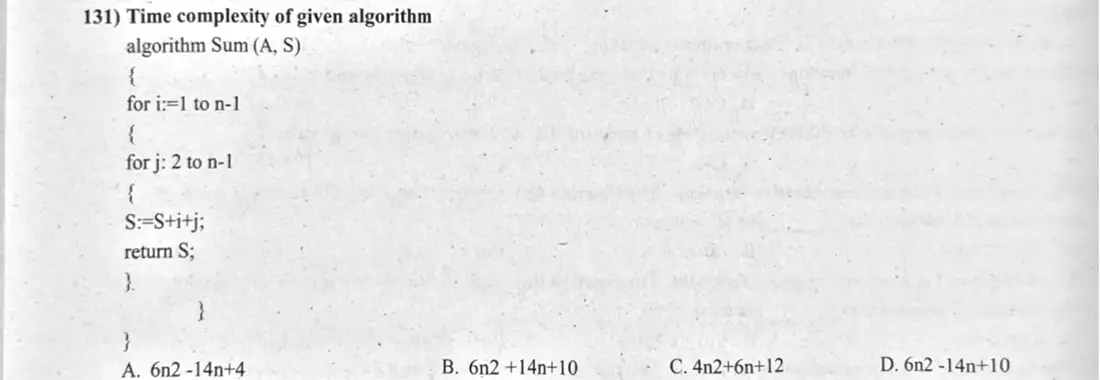 131) Time complexity of given algorithm
algorithm Sum (A, S)
{
for i:=1 to n-1
{
for j: 2 to n-1
{
S:=S+i+j;
return S;
}
}
}
A. 6n2 -14n+4 B. 6n2 +14n+10 C. 4n2+6n+12 D. 6n2 -14n+10